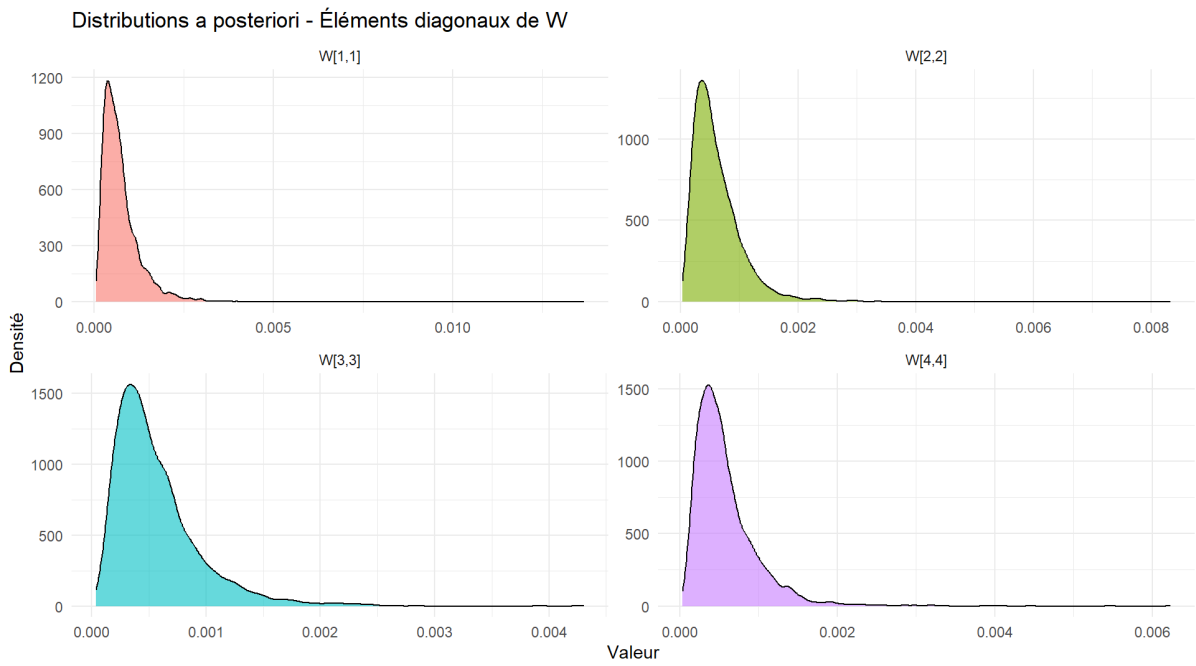 Distributions a posteriori - Éléments diagonaux de W
W[1,1]
1200
900
600
300
0
0.000 0.005 0.010
W[2,2]
1000
500
0
0.000 0.002 0.004 0.006 0.008
Densité
W[3,3]
1500
1000
500
0
0.000 0.001 0.002 0.003 0.004
W[4,4]
1500
1000
500
0
0.000 0.002 0.004 0.006
Valeur